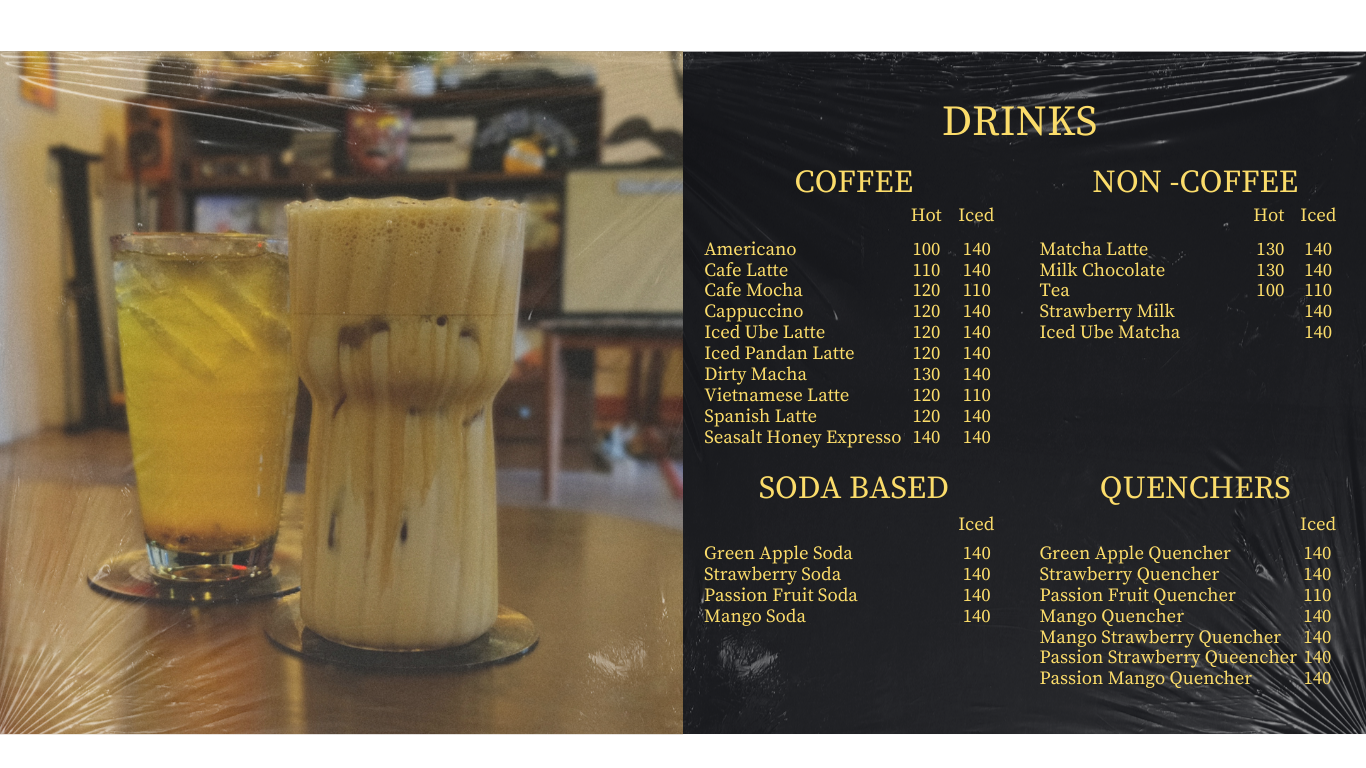 DRINKS
COFFEE
Hot Iced
Americano 100 140
Cafe Latte 110 140
Cafe Mocha 120 110
Cappuccino 120 140
Iced Ube Latte 120 140
Iced Pandan Latte 120 140
Dirty Macha 130 140
Vietnamese Latte 120 110
Spanish Latte 120 140
Seasalt Honey Expresso 140 140
NON -COFFEE
Hot Iced
Matcha Latte 130 140
Milk Chocolate 130 140
Tea 100 110
Strawberry Milk 140
Iced Ube Matcha 140
SODA BASED
Iced
Green Apple Soda 140
Strawberry Soda 140
Passion Fruit Soda 140
Mango Soda 140
QUENCHERS
Iced
Green Apple Quencher 140
Strawberry Quencher 140
Passion Fruit Quencher 110
Mango Quencher 140
Mango Strawberry Quencher 140
Passion Strawberry Queencher 140
Passion Mango Quencher 140